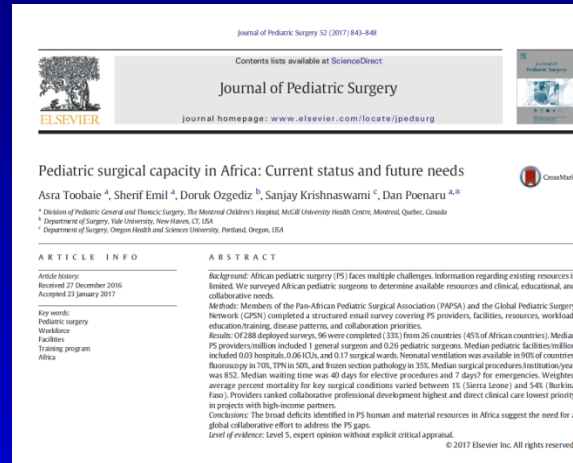 Journal of Pediatric Surgery 52 (2017) 843–848
Contents lists available at ScienceDirect
Journal of Pediatric Surgery
journal homepage: www.elsevier.com/locate/jpedsurg
ELSEVIER
Journal of
Pediatric Surgery
Pediatric surgical capacity in Africa: Current status and future needs
CrossMark
Asra Toobaie a, Sherif Emil a, Doruk Ozgediz b, Sanjay Krishnaswami c, Dan Poenaru a,*
a Division of Pediatric General and Thoracic Surgery, The Montreal Children's Hospital, McGill University Health Centre, Montreal, Quebec, Canada
b Department of Surgery, Yale University, New Haven, CT, USA
c Department of Surgery, Oregon Health and Sciences University, Portland, Oregon, USA
ARTICLE INFO
Article history:
Received 27 December 2016
Accepted 23 January 2017
Key words:
Pediatric surgery
Workforce
Facilities
Training program
Africa
ABSTRACT
Background: African pediatric surgery (PS) faces multiple challenges. Information regarding existing resources is
limited. We surveyed African pediatric surgeons to determine available resources and clinical, educational, and
collaborative needs.
Methods: Members of the Pan-African Pediatric Surgical Association (PAPSA) and the Global Pediatric Surgery
Network (GPSN) completed a structured email survey covering PS providers, facilities, resources, workload,
education/training, disease patterns, and collaboration priorities.
Results: Of 288 deployed surveys, 96 were completed (33%) from 26 countries (45% of African countries). Median
PS providers/million included 1 general surgeon and 0.26 pediatric surgeons. Median pediatric facilities/million
included 0.03 hospitals, 0.06 ICUs, and 0.17 surgical wards. Neonatal ventilation was available in 90% of countries,
fluoroscopy in 70%, TPN in 50%, and frozen section pathology in 35%. Median surgical procedures/institution/year
was 852. Median waiting time was 40 days for elective procedures and 7 days? for emergencies. Weighted
average percent mortality for key surgical conditions varied between 1% (Sierra Leone) and 54% (Burkina
Faso). Providers ranked collaborative professional development highest and direct clinical care lowest priority
in projects with high-income partners.
Conclusions: The broad deficits identified in PS human and material resources in Africa suggest the need for a
global collaborative effort to address the PS gaps.
Level of evidence: Level 5, expert opinion without explicit critical appraisal.
© 2017 Elsevier Inc. All rights reserved.